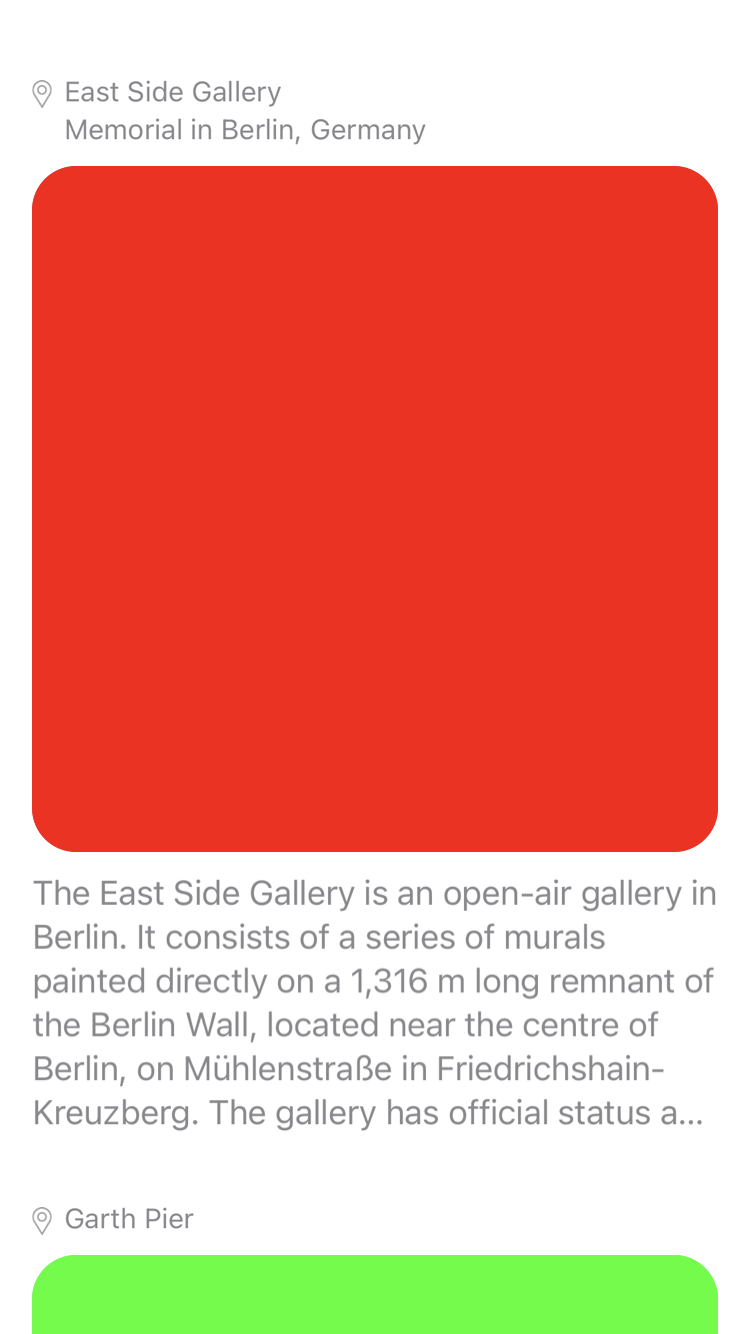 East Side Gallery
Memorial in Berlin, Germany
The East Side Gallery is an open-air gallery in
Berlin. It consists of a series of murals
painted directly on a 1,316 m long remnant of
the Berlin Wall, located near the centre of
Berlin, on Mühlenstraße in Friedrichshain-
Kreuzberg. The gallery has official status a...
Garth Pier